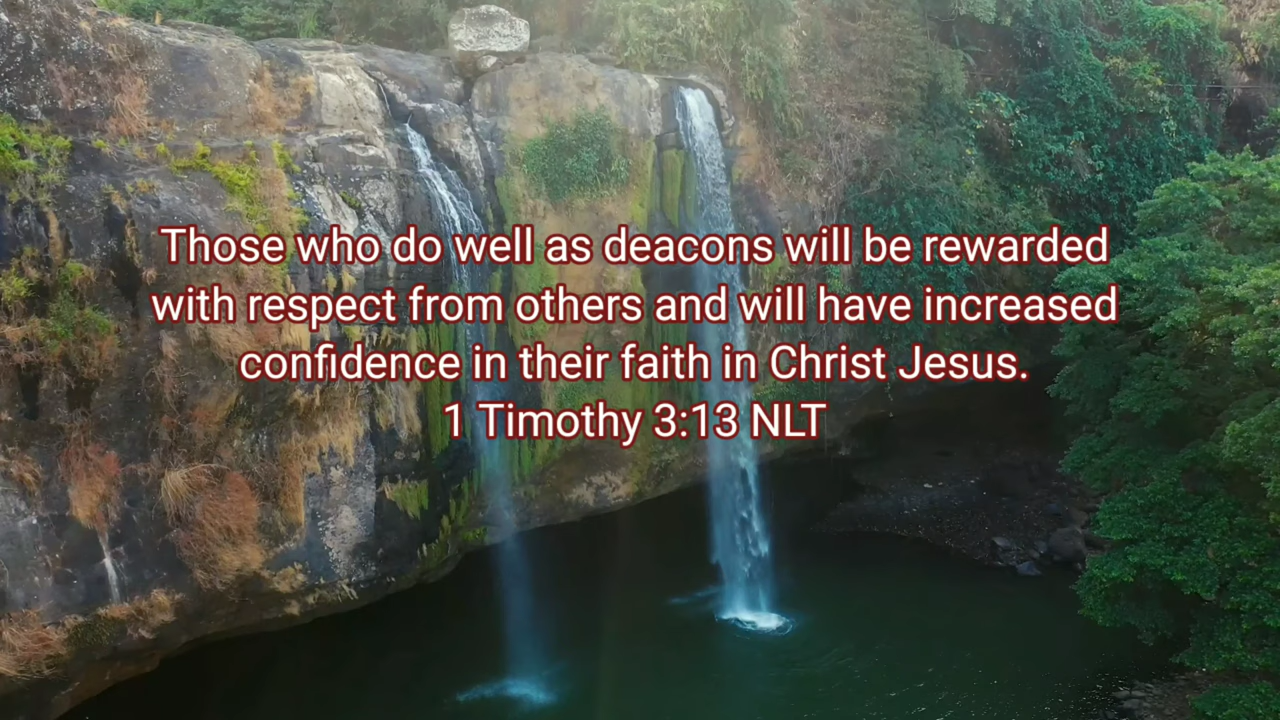 Those who do well as deacons will be rewarded
with respect from others and will have increased
confidence in their faith in Christ Jesus.
1 Timothy 3:13 NLT